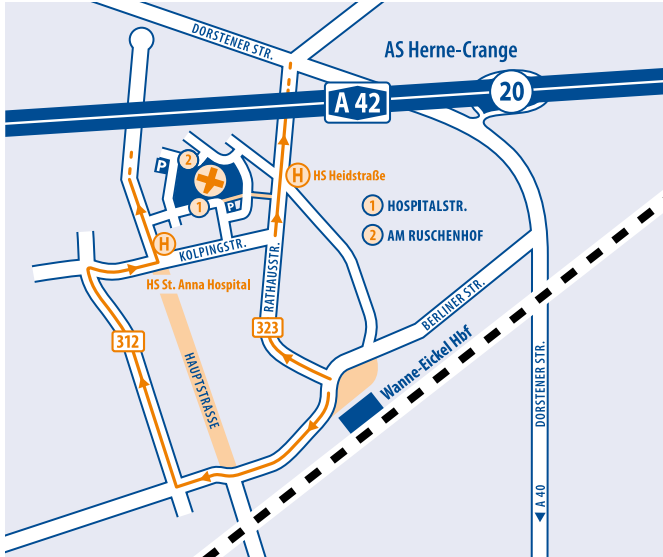 DORSTENER STR.
AS Herne-Crange
A 42
20
P
2
H
HS Heidstraße
1
P
1 HOSPITALSTR.
2 AM RUSCHENHOF
H
KOLPINGSTR.
HS St. Anna Hospital
RATHAUSSTR.
BERLINER STR.
323
312
HAUPTSTRASSE
Wanne-Eickel Hbf
DORSTENER STR.
A 40